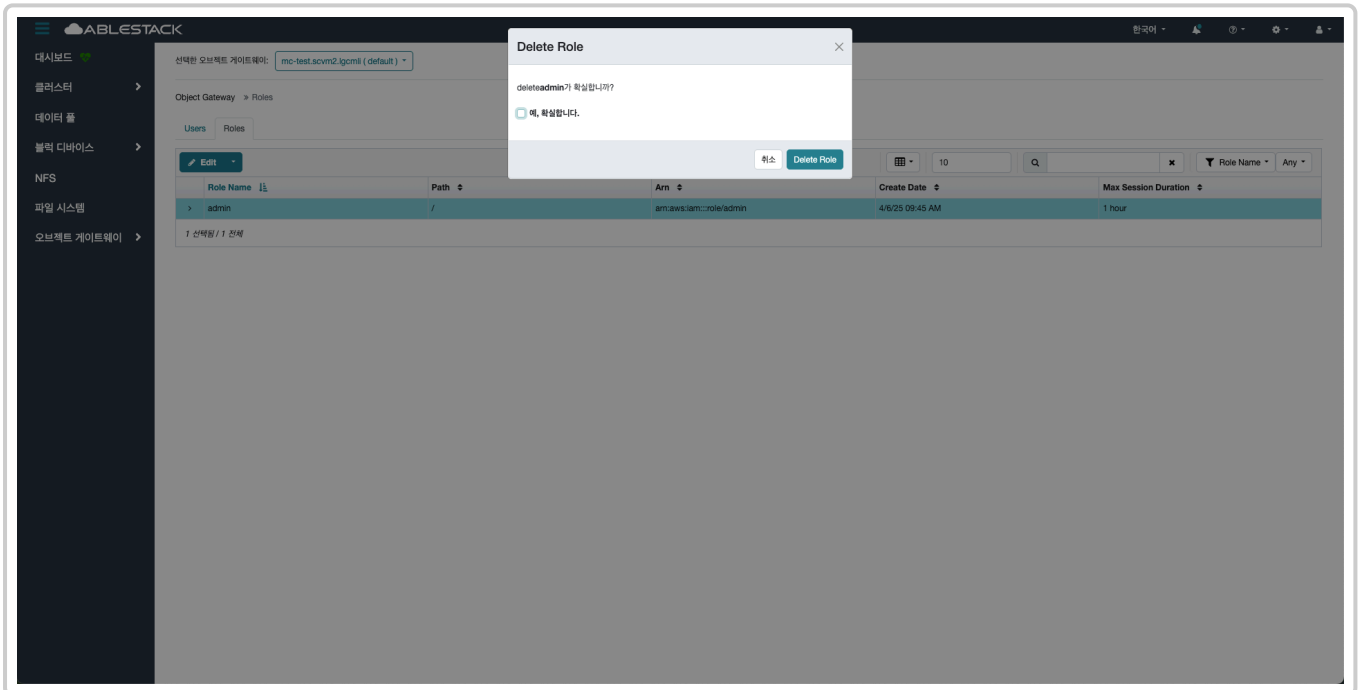 ABLESTACK
한국어
대시보드
클러스터
데이터 풀
블럭 디바이스
NFS
파일 시스템
오브젝트 게이트웨이
선택한 오브젝트 게이트웨이: mc-test.scvm2.lgcmli ( default )
Object Gateway » Roles
Users Roles
Edit
10
Role Name Any
Role Name Path Arn Create Date Max Session Duration
admin / arn:aws:iam:::role/admin 4/6/25 09:45 AM 1 hour
1 선택됨 / 1 전체
Delete Role
deleteadmin가 확실합니까?
예, 확실합니다.
취소 Delete Role